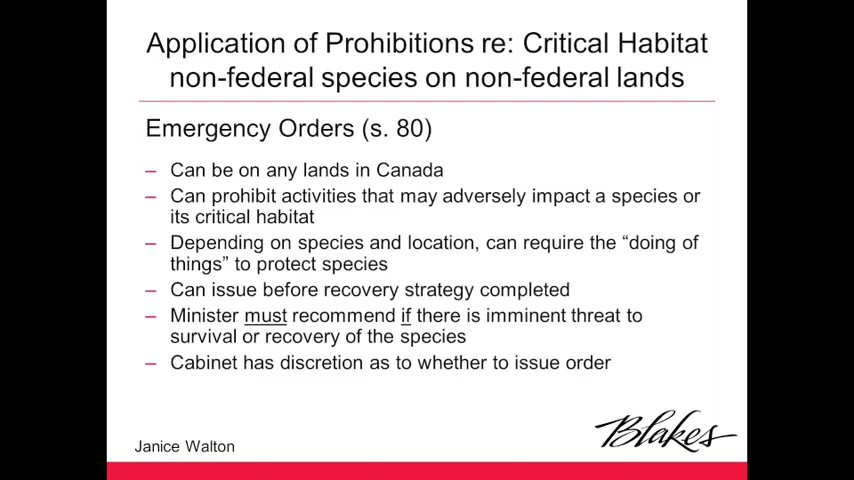 Application of Prohibitions re: Critical Habitat
non-federal species on non-federal lands
Emergency Orders (s. 80)
– Can be on any lands in Canada
– Can prohibit activities that may adversely impact a species or
its critical habitat
– Depending on species and location, can require the “doing of
things” to protect species
– Can issue before recovery strategy completed
– Minister must recommend if there is imminent threat to
survival or recovery of the species
– Cabinet has discretion as to whether to issue order
Blakes
Janice Walton